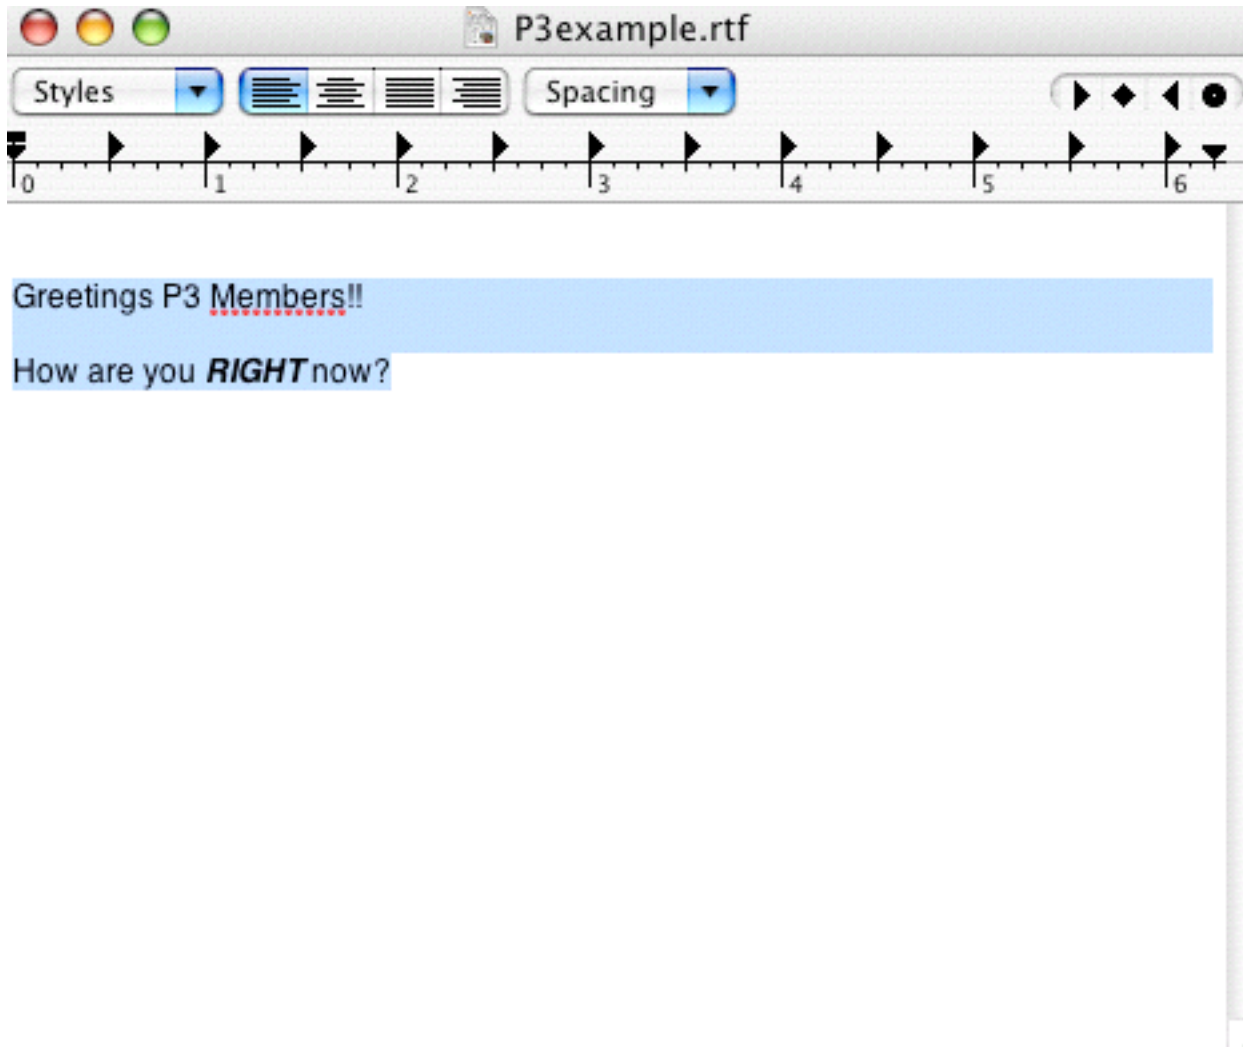 P3example.rtf
Styles Spacing
0 1 2 3 4 5 6
Greetings P3 Members!!
How are you RIGHT now?